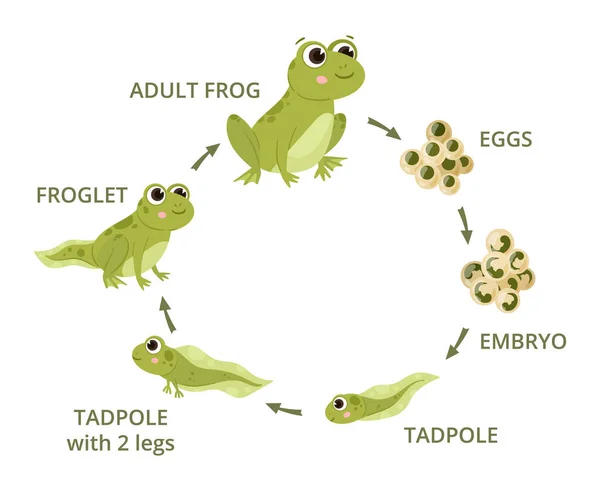 ADULT FROG
EGGS
EMBRYO
TADPOLE
TADPOLE
with 2 legs
FROGLET